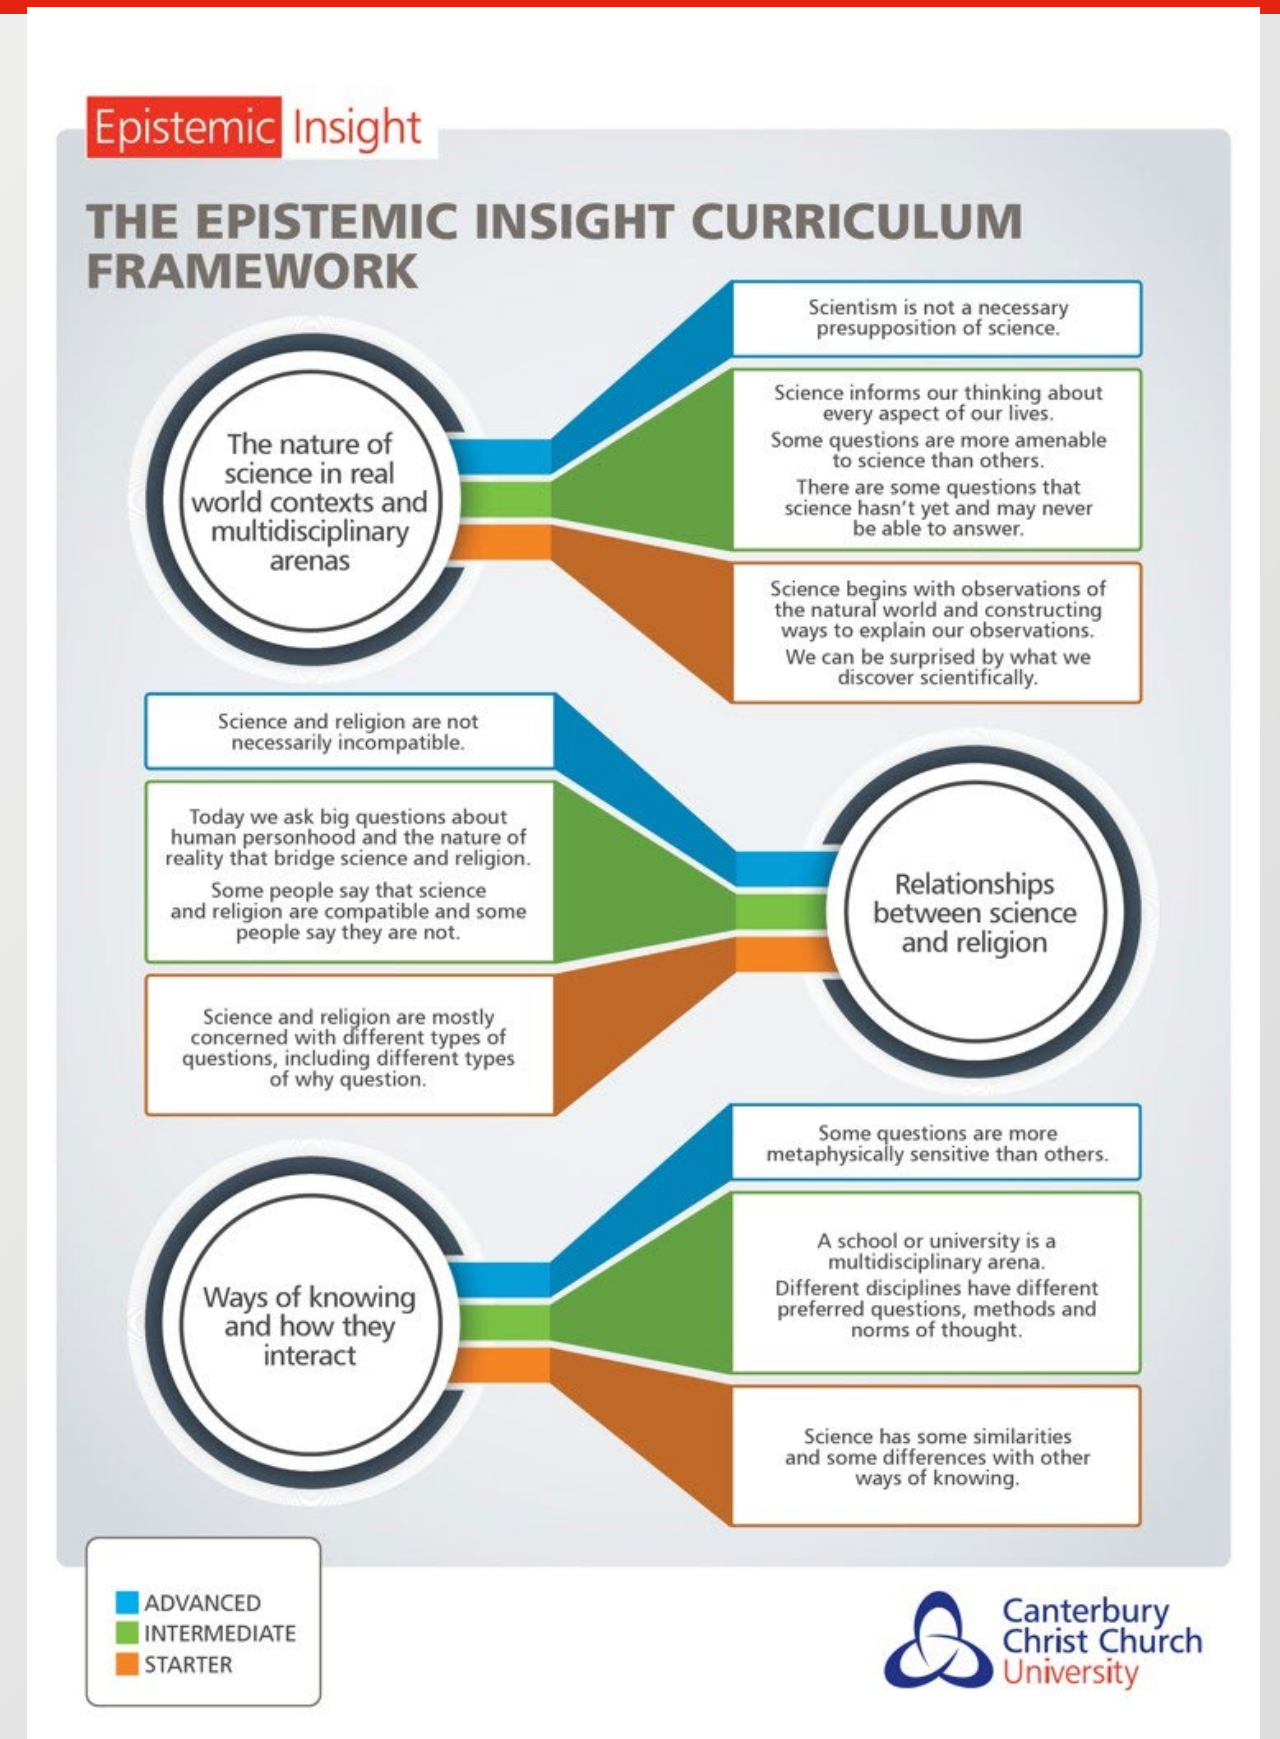 Epistemic Insight
THE EPISTEMIC INSIGHT CURRICULUM
FRAMEWORK
The nature of
science in real
world contexts and
multidisciplinary
arenas
Scientism is not a necessary
presupposition of science.
Science informs our thinking about
every aspect of our lives.
Some questions are more amenable
to science than others.
There are some questions that
science hasn't yet and may never
be able to answer.
Science begins with observations of
the natural world and constructing
ways to explain our observations.
We can be surprised by what we
discover scientifically.
Relationships
between science
and religion
Science and religion are not
necessarily incompatible.
Today we ask big questions about
human personhood and the nature of
reality that bridge science and religion.
Some people say that science
and religion are compatible and some
people say they are not.
Science and religion are mostly
concerned with different types of
questions, including different types
of why question.
Ways of knowing
and how they
interact
Some questions are more
metaphysically sensitive than others.
A school or university is a
multidisciplinary arena.
Different disciplines have different
preferred questions, methods and
norms of thought.
Science has some similarities
and some differences with other
ways of knowing.
ADVANCED
INTERMEDIATE
STARTER
Canterbury
Christ Church
University